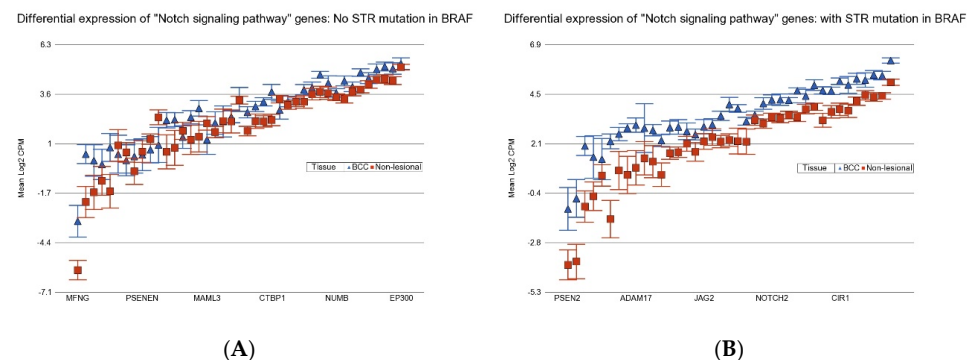 Differential expression of "Notch signaling pathway" genes: No STR mutation in BRAF
6.3
3.6
1
-1.7
-4.4
-7.1
Mean Log2 CPM
Tissue BCC Non-lesional
MFNG PSENEN MAML3 CTBP1 NUMB EP300
(A)
Differential expression of "Notch signaling pathway" genes: with STR mutation in BRAF
6.9
4.5
2.1
-0.4
-2.8
-5.3
Mean Log2 CPM
Tissue BCC Non-lesional
PSEN2 ADAM17 JAG2 NOTCH2 CIR1
(B)